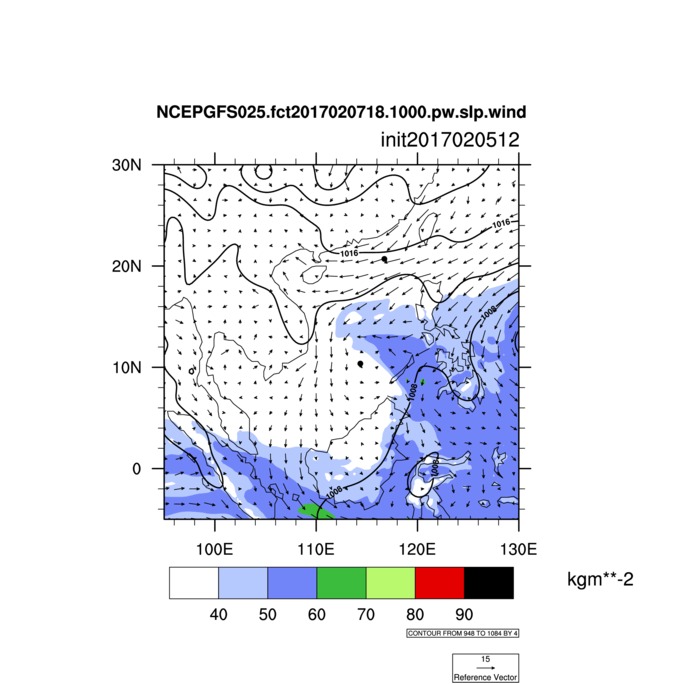 NCEPGFS025.fct2017020718.1000.pw.slp.wind
init2017020512
30N
1016
1016
20N
1008
10N
1008
1008
0
1008
100E 110E 120E 130E
kgm**-2
40 50 60 70 80 90
CONTOUR FROM 948 TO 1084 BY 4
15
Reference Vector